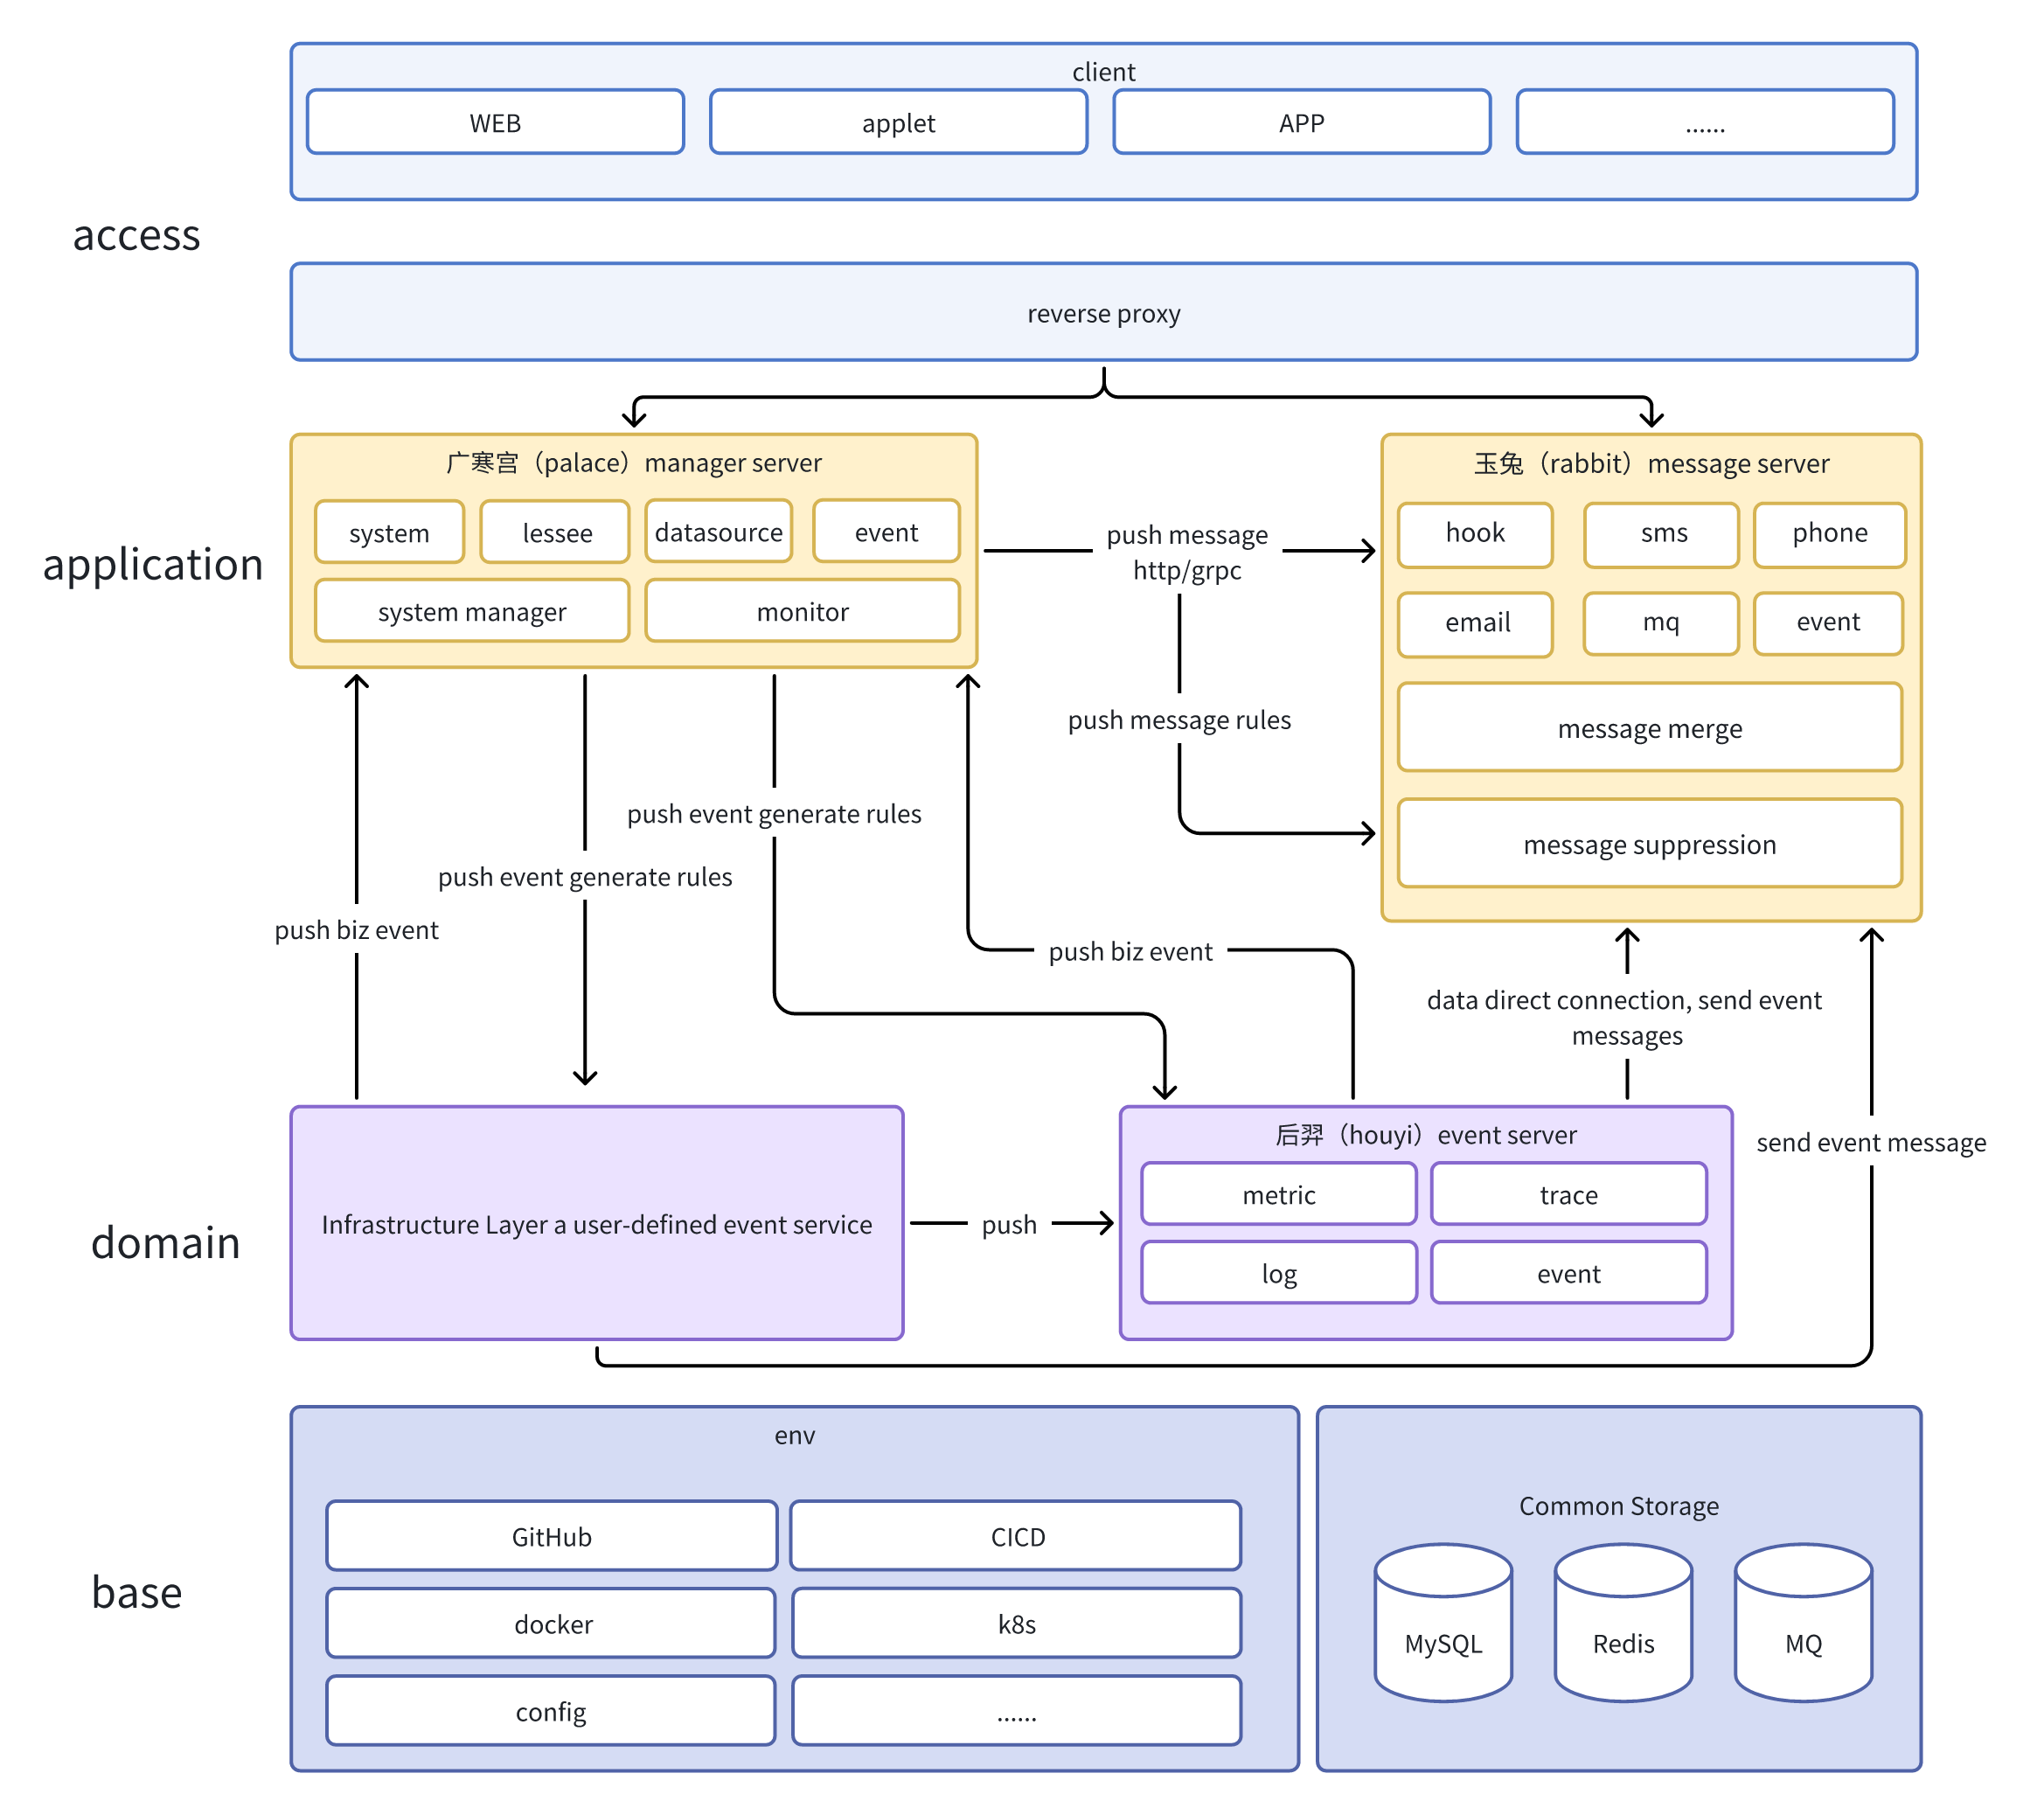 client
WEB
applet
APP
......
access
reverse proxy
广寒宫（palace）manager server
system
lessee
datasource
event
system manager
monitor
application
push message
http/grpc
push message rules
玉兔（rabbit）message server
hook
sms
phone
email
mq
event
message merge
message suppression
push event generate rules
push event generate rules
push biz event
push biz event
data direct connection, send event
messages
send event message
domain
Infrastructure Layer a user-defined event service
push
后羿（houyi）event server
metric
trace
log
event
base
env
GitHub
CICD
docker
k8s
config
......
Common Storage
MySQL
Redis
MQ